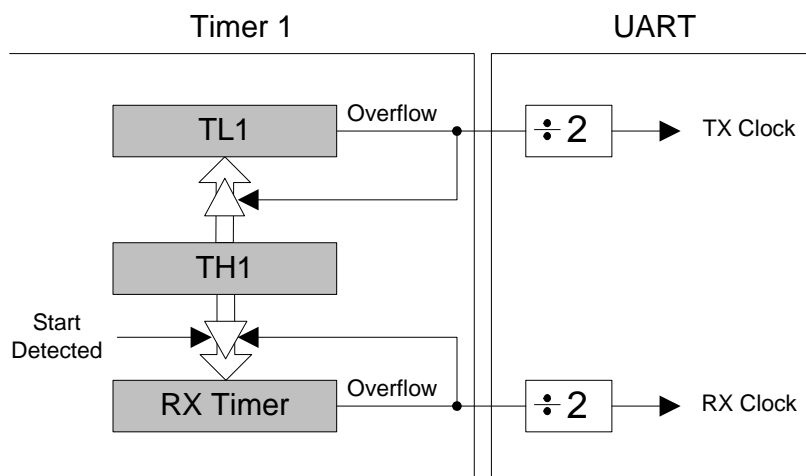 Timer 1
UART
TL1
Overflow
÷ 2
TX Clock
TH1
Start
Detected
RX Timer
Overflow
÷ 2
RX Clock